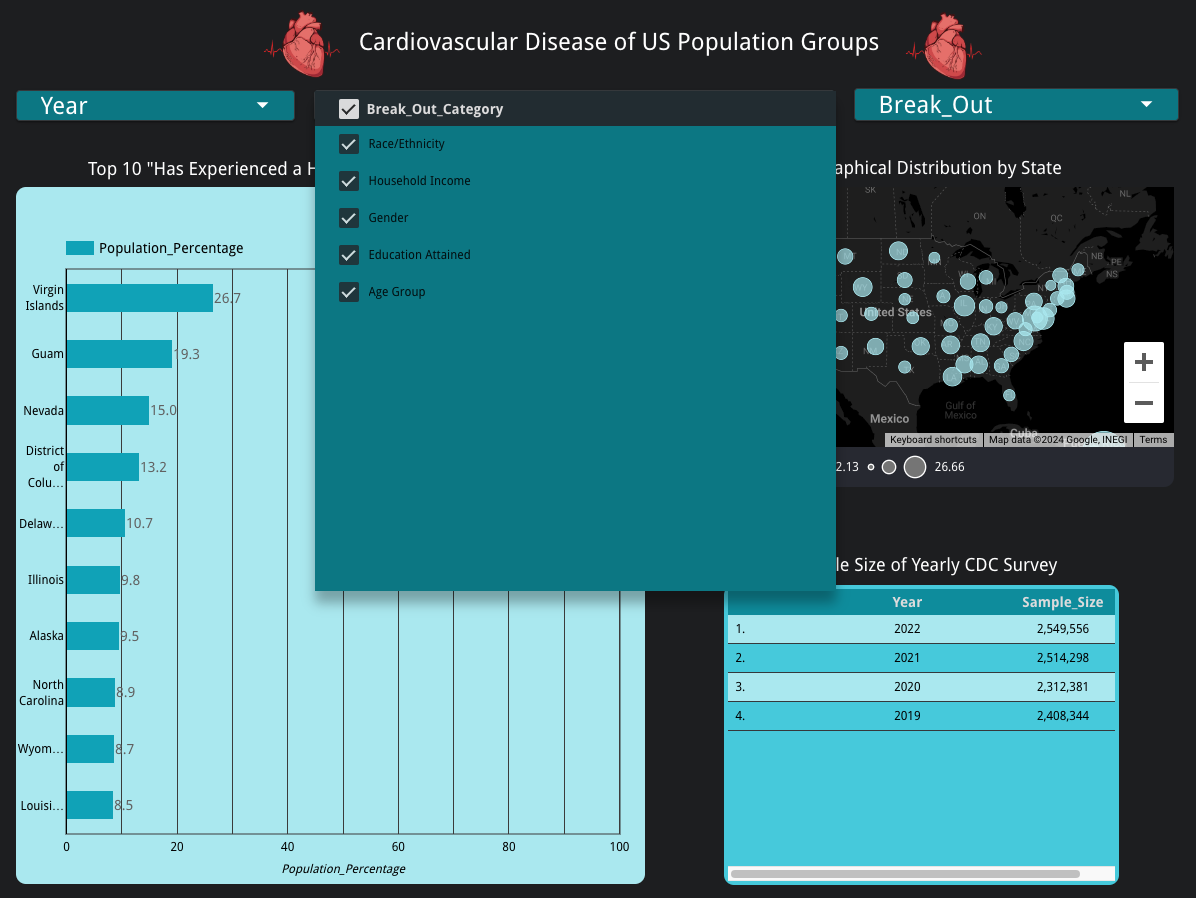 Cardiovascular Disease of US Population Groups
Year
Break_Out_Category
Race/Ethnicity
Household Income
Gender
Education Attained
Age Group
Break_Out
Top 10 "Has Experienced a H
Population_Percentage
Virgin
Islands
26.7
Guam
19.3
Nevada
15.0
District
of
Colu…
13.2
Delaw…
10.7
Illinois
9.8
Alaska
9.5
North
Carolina
8.9
Wyom…
8.7
Louisi…
8.5
0 20 40 60 80 100
Population_Percentage
aphical Distribution by State
SK
NL
ON
QC
NB
PE
NS
United States
Mexico
Gulf of
Mexico
Cuba
Keyboard shortcuts
Map data ©2024 Google, INEGI
Terms
2.13
26.66
le Size of Yearly CDC Survey
Year Sample_Size
1. 2022 2,549,556
2. 2021 2,514,298
3. 2020 2,312,381
4. 2019 2,408,344